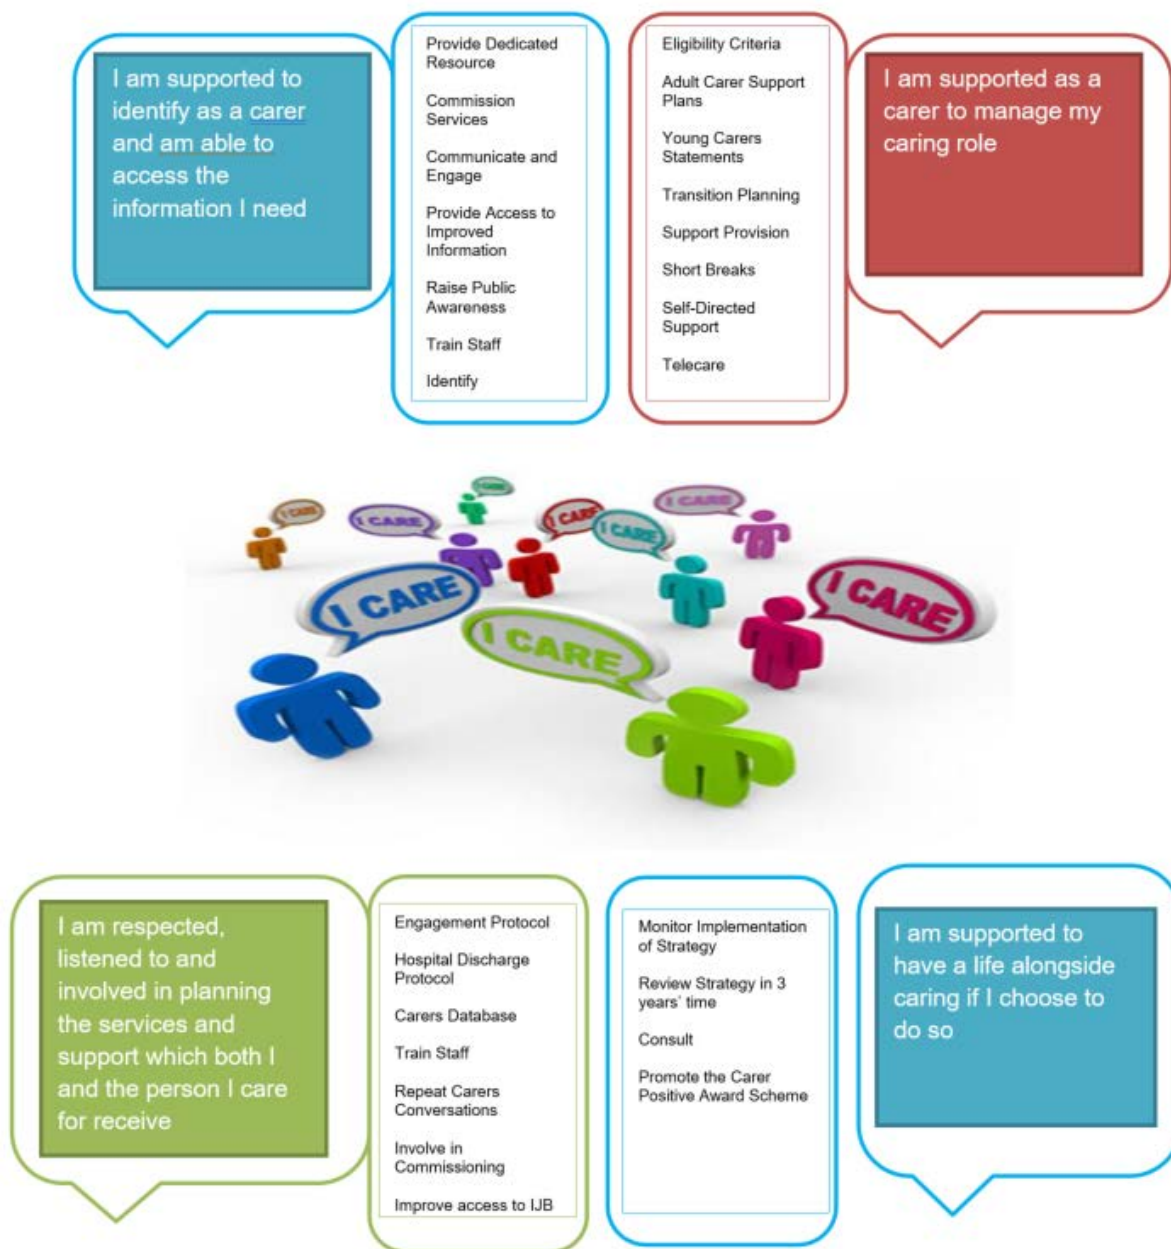 I am supported to
identify as a carer
and am able to
access the
information I need
Provide Dedicated
Resource
Commission
Services
Communicate and
Engage
Provide Access to
Improved
Information
Raise Public
Awareness
Train Staff
Identify
Eligibility Criteria
Adult Carer Support
Plans
Young Carers
Statements
Transition Planning
Support Provision
Short Breaks
Self-Directed
Support
Telecare
I am supported as a
carer to manage my
caring role
I CARE
I CARE
I CARE
I CARE
I CARE
I CARE
I CARE
I CARE
I CARE
I am respected,
listened to and
involved in planning
the services and
support which both I
and the person I care
for receive
Engagement Protocol
Hospital Discharge
Protocol
Carers Database
Train Staff
Repeat Carers
Conversations
Involve in
Commissioning
Improve access to IJB
Monitor Implementation
of Strategy
Review Strategy in 3
years’ time
Consult
Promote the Carer
Positive Award Scheme
I am supported to
have a life alongside
caring if I choose to
do so